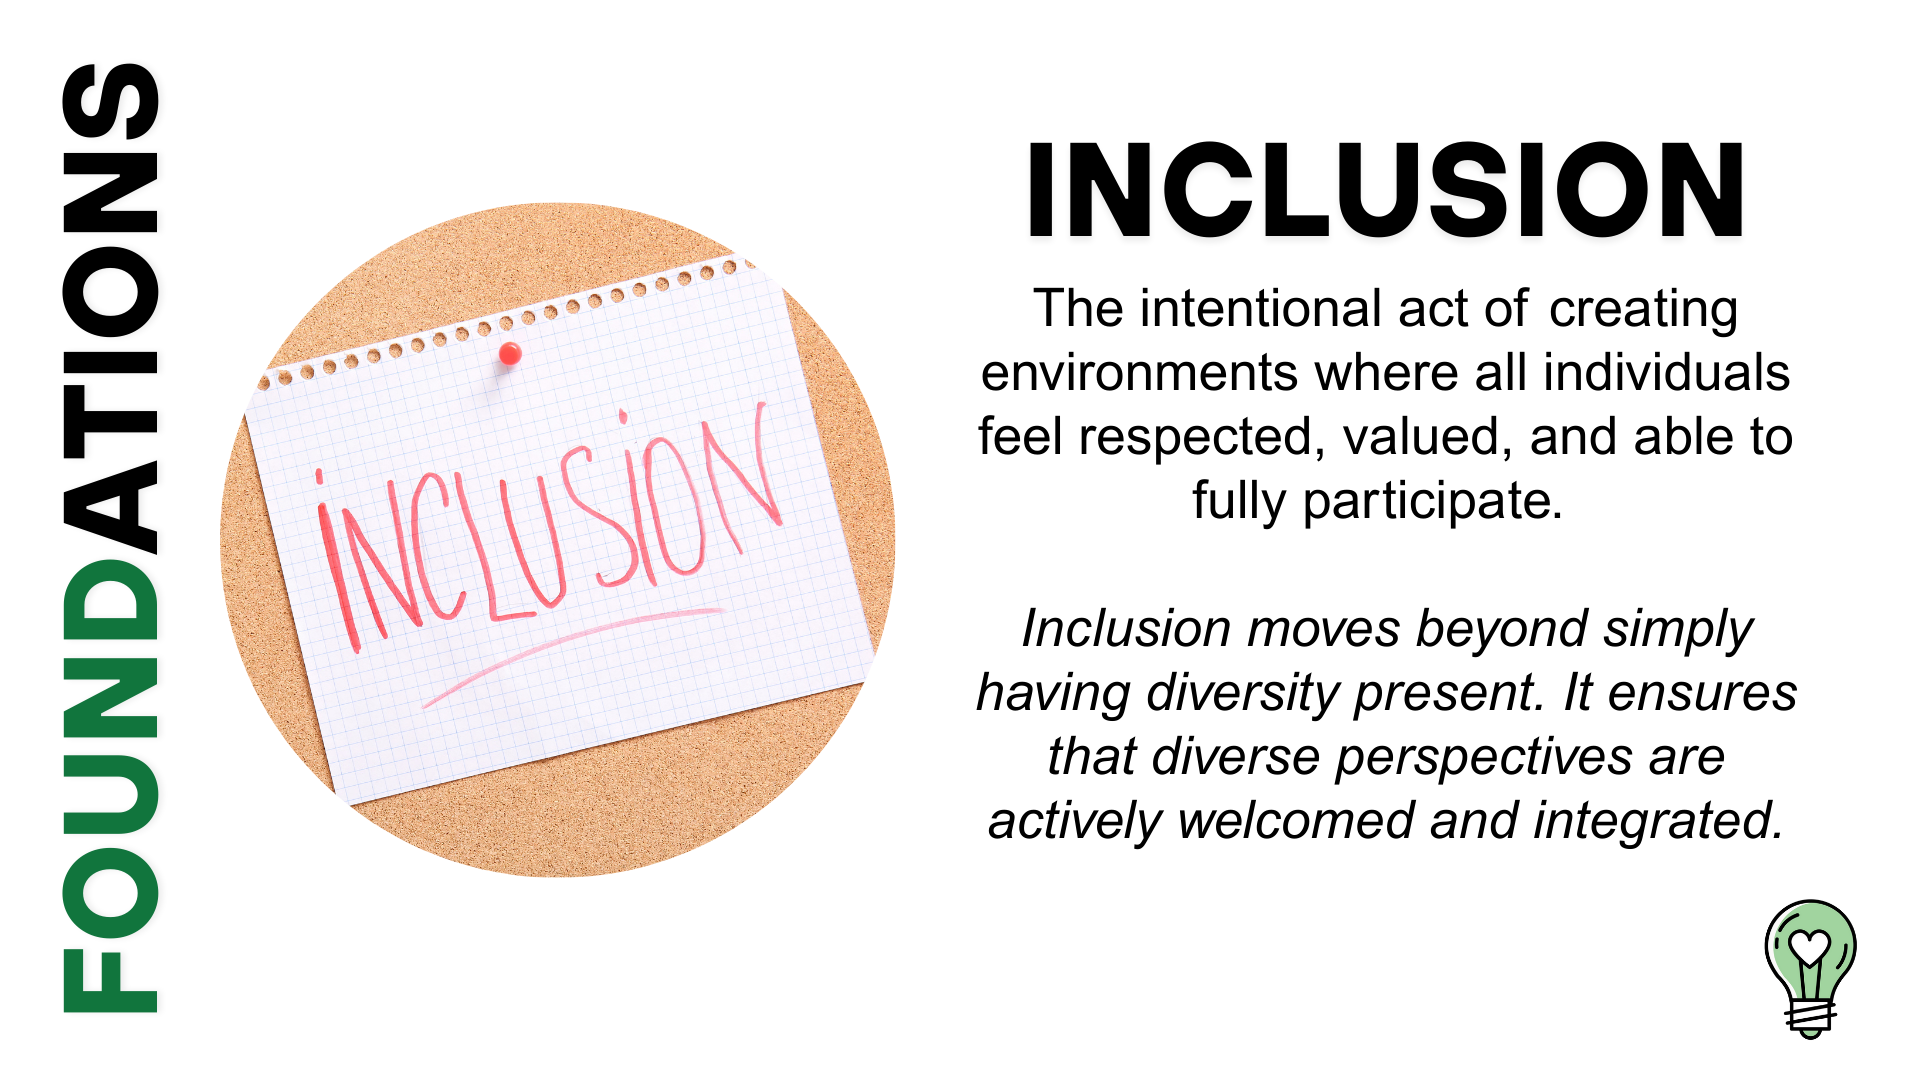 FOUNDATIONS
iNCLUSiON
INCLUSION
The intentional act of creating
environments where all individuals
feel respected, valued, and able to
fully participate.
Inclusion moves beyond simply
having diversity present. It ensures
that diverse perspectives are
actively welcomed and integrated.